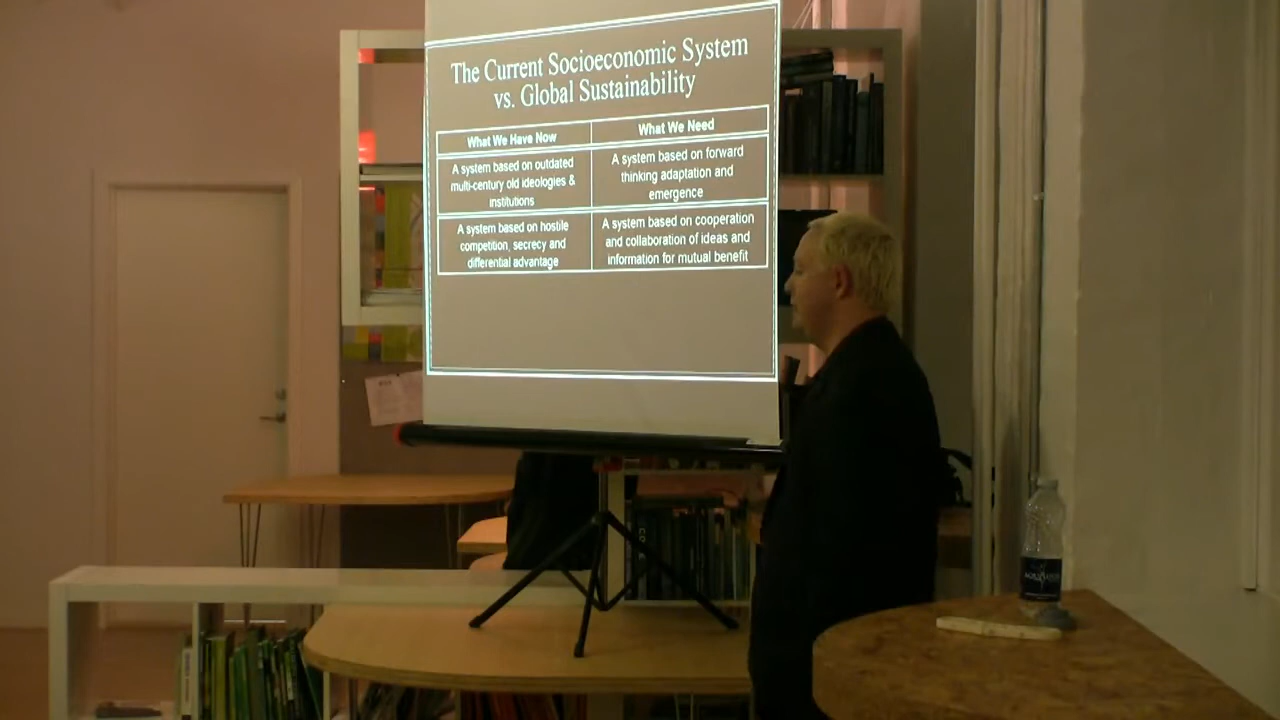 The Current Socioeconomic System
vs. Global Sustainability
What We Have Now
What We Need
A system based on outdated
multi-century old ideologies &
institutions
A system based on forward
thinking adaptation and
emergence
A system based on hostile
competition, secrecy and
differential advantage
A system based on cooperation
and collaboration of ideas and
information for mutual benefit